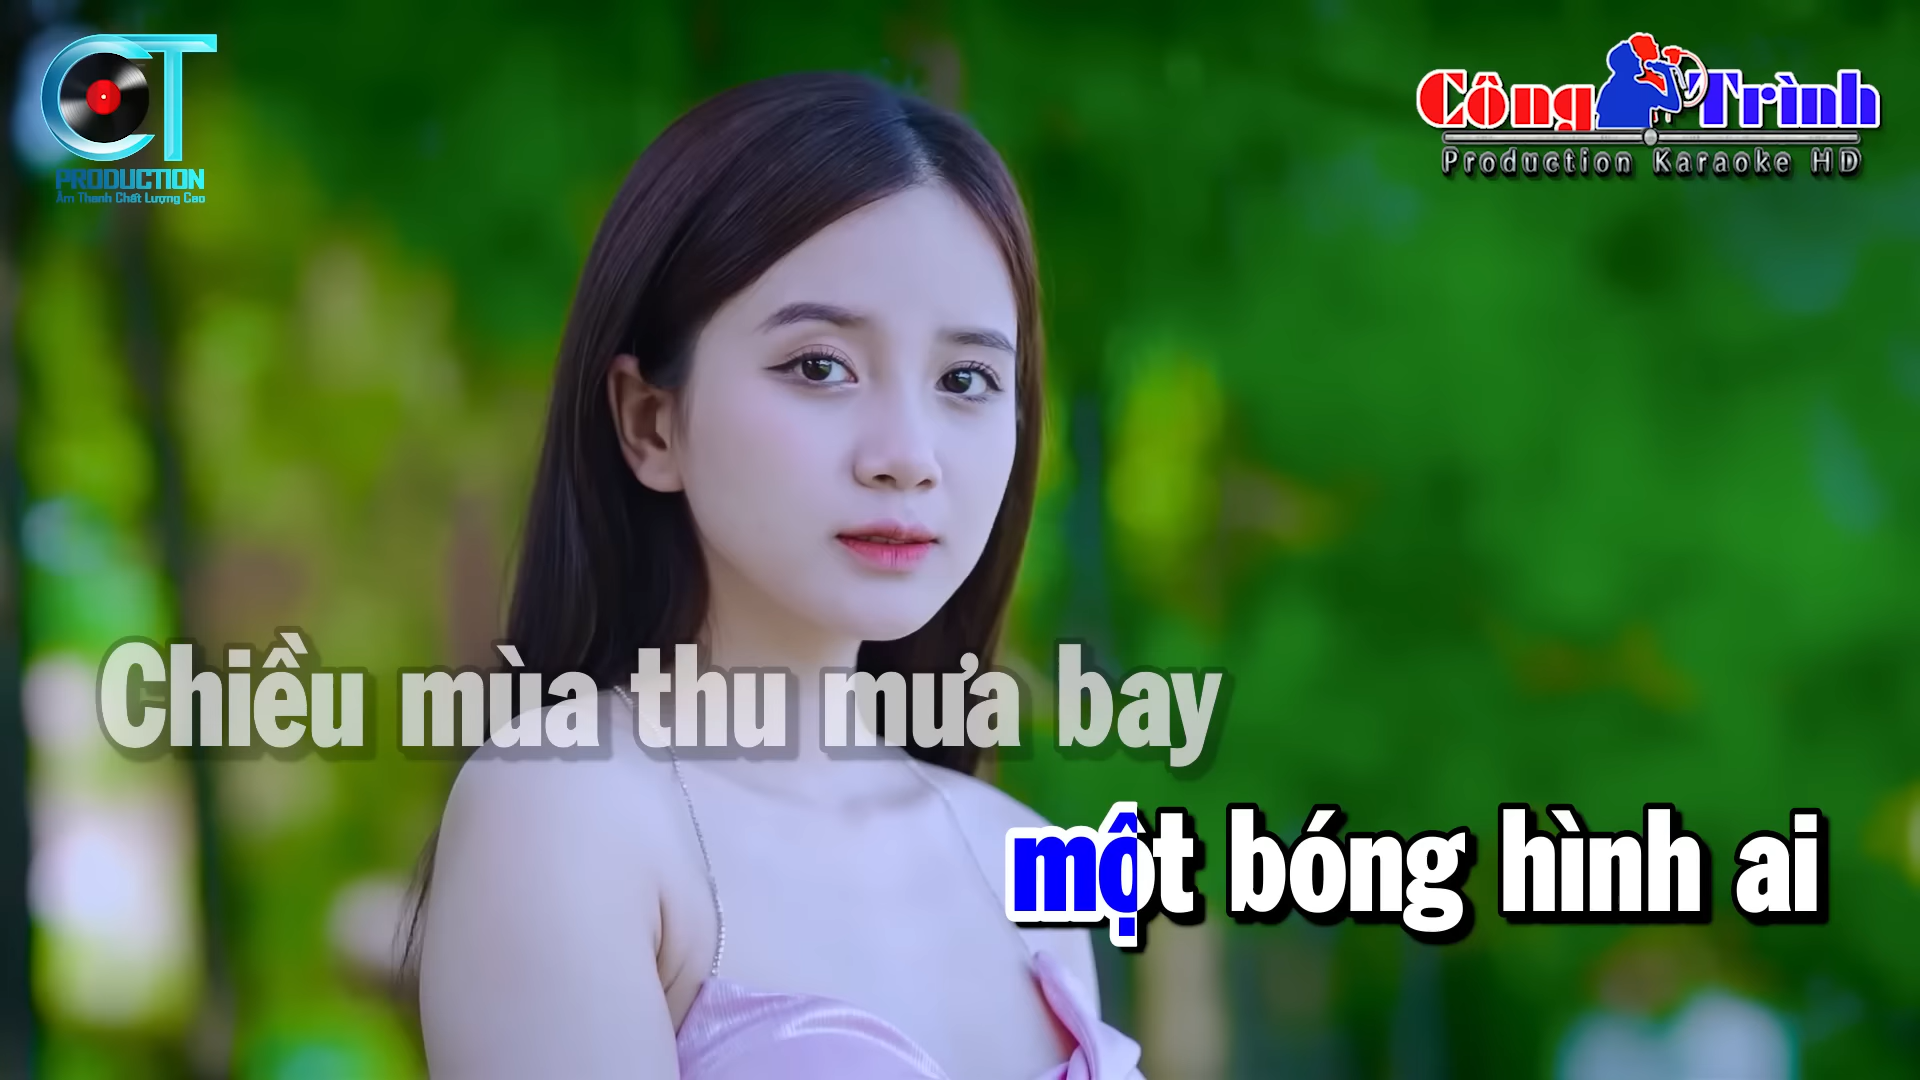 CT
PRODUCTION
Âm Thanh Chất Lượng Cao
Công Trình
Production Karaoke HD
Chiều mùa thu mưa bay
một bóng hình ai